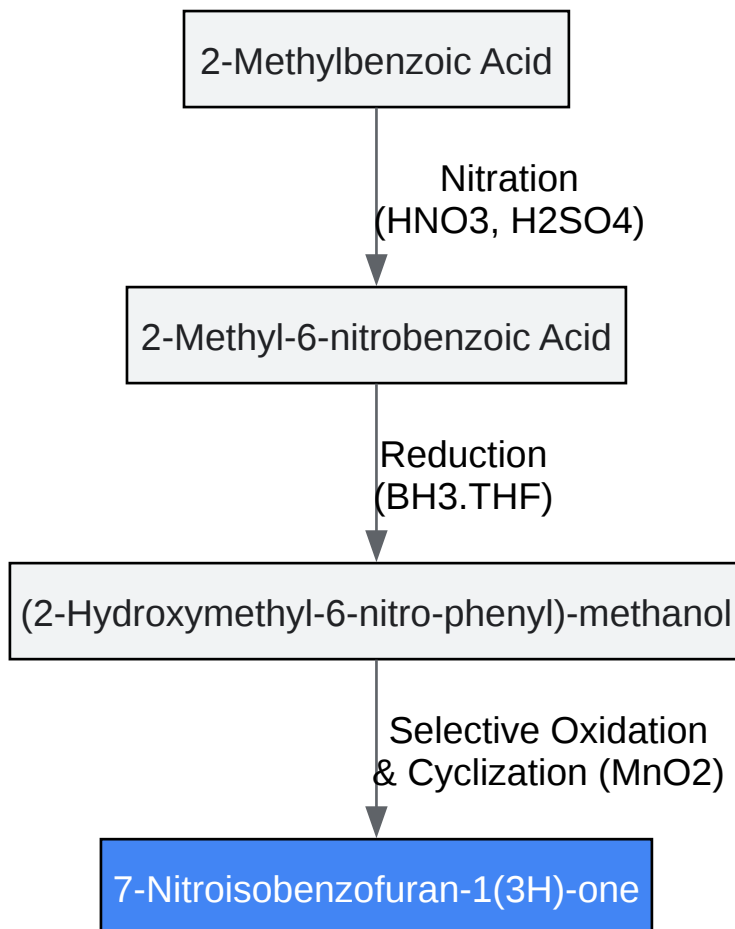 2-Methylbenzoic Acid
Nitration
(HNO3, H2SO4)
2-Methyl-6-nitrobenzoic Acid
Reduction
(BH3.THF)
(2-Hydroxymethyl-6-nitro-phenyl)-methanol
Selective Oxidation
& Cyclization (MnO2)
7-Nitroisobenzofuran-1(3H)-one